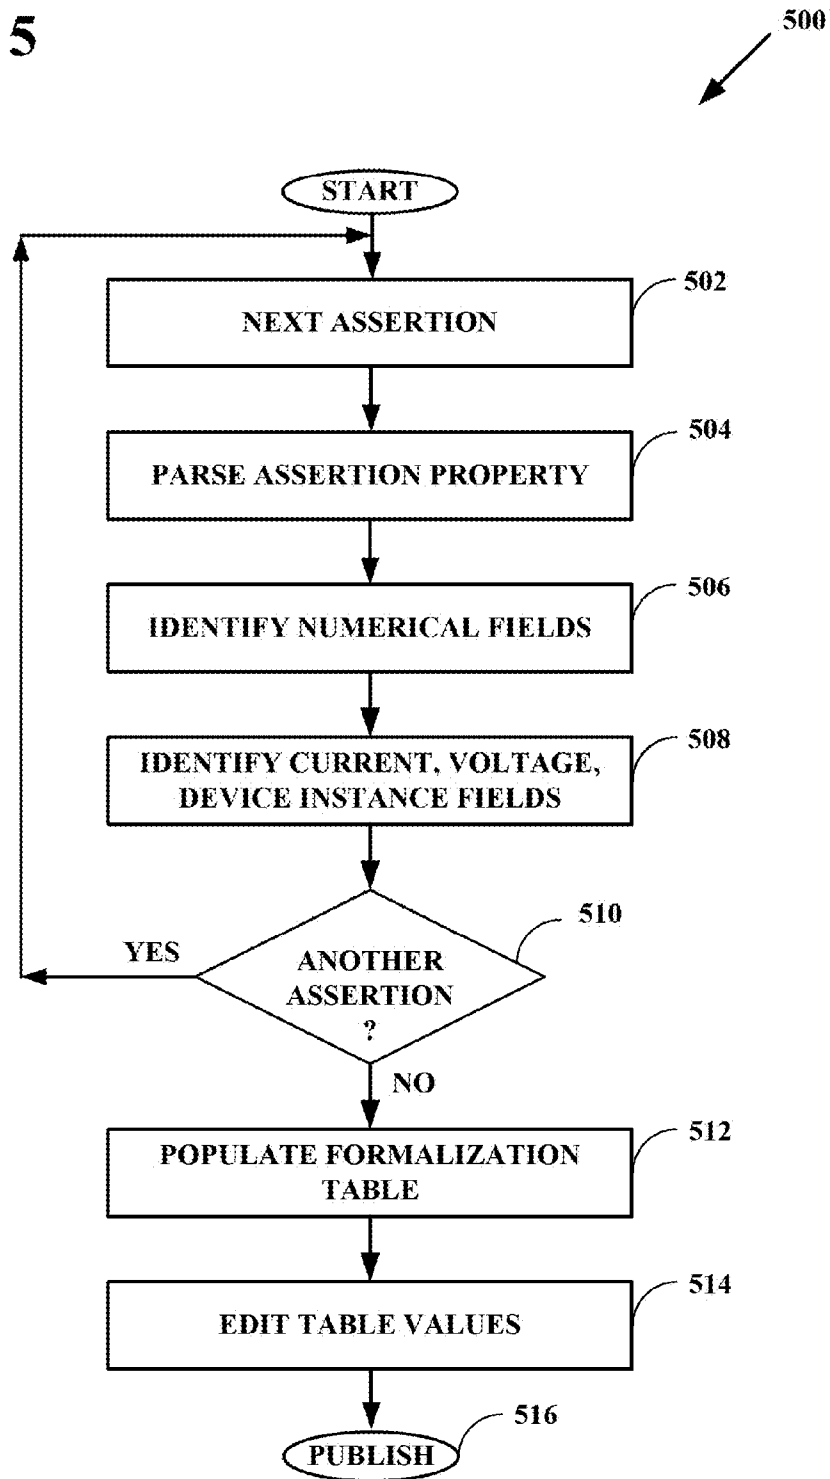 5
500
START
502
NEXT ASSERTION
504
PARSE ASSERTION PROPERTY
506
IDENTIFY NUMERICAL FIELDS
508
IDENTIFY CURRENT, VOLTAGE,
DEVICE INSTANCE FIELDS
510
YES
ANOTHER
ASSERTION
?
NO
512
POPULATE FORMALIZATION
TABLE
514
EDIT TABLE VALUES
516
PUBLISH